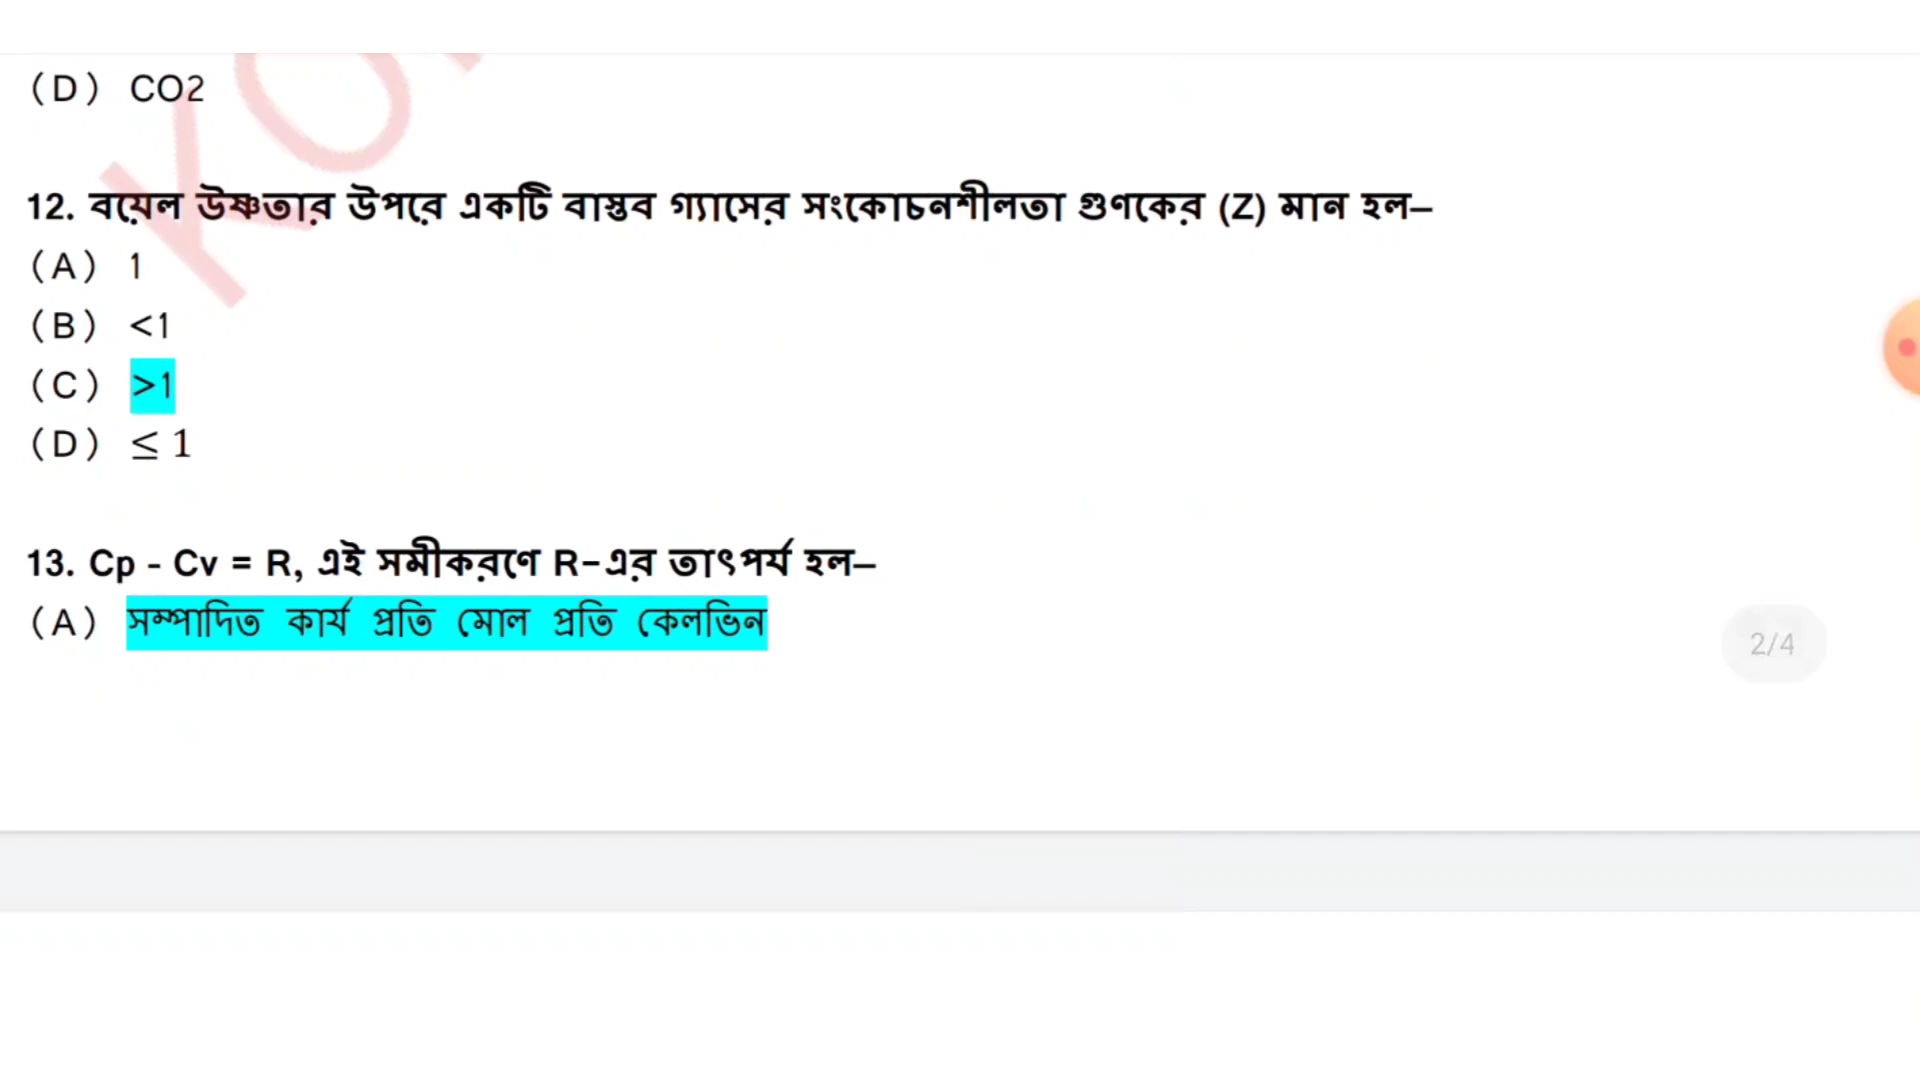 (D) CO2
12. বয়েল উষ্ণতার উপরে একটি বাস্তব গ্যাসের সংকোচনশীলতা গুণকের (Z) মান হল–
(A) 1
(B) <1
(C) >1
(D) ≤ 1
13. Cp - Cv = R, এই সমীকরণে R-এর তাৎপর্য হল–
(A) সম্পাদিত কার্য প্রতি মোল প্রতি কেলভিন
2/4